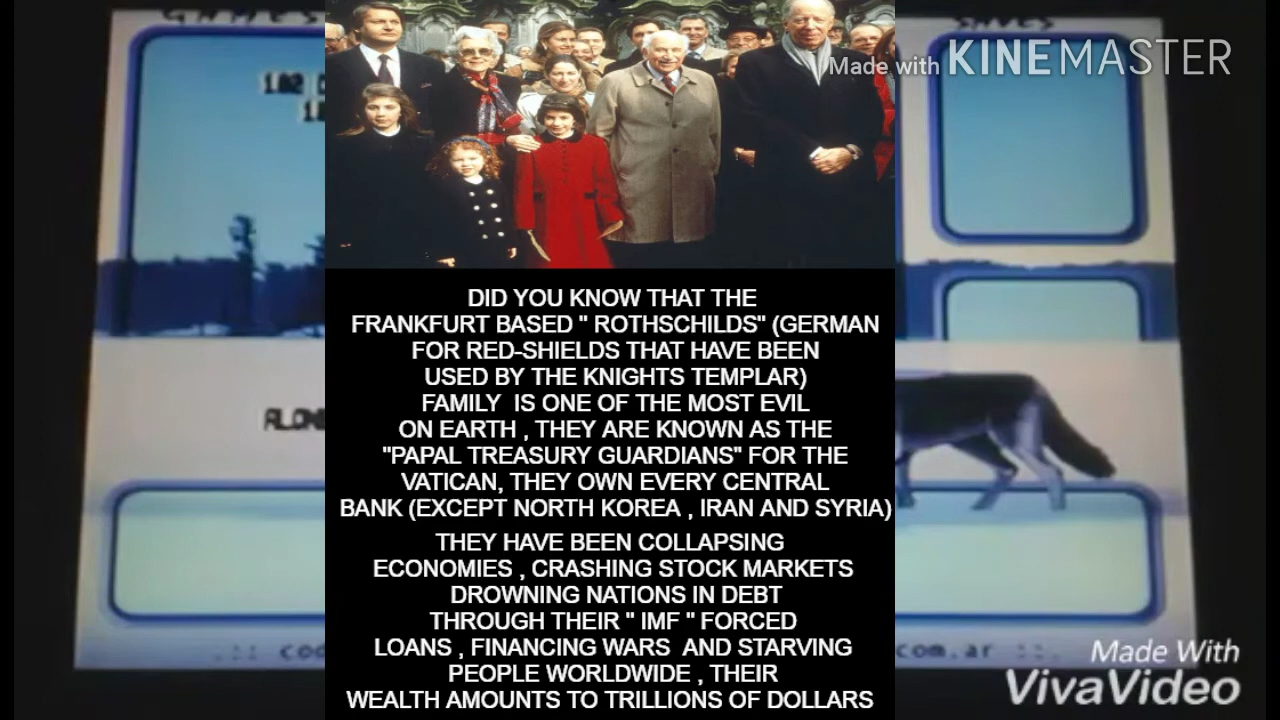 GAMES
SAVES
Made with KINEMASTER
DID YOU KNOW THAT THE
FRANKFURT BASED " ROTHSCHILDS" (GERMAN
FOR RED-SHIELDS THAT HAVE BEEN
USED BY THE KNIGHTS TEMPLAR)
FAMILY IS ONE OF THE MOST EVIL
ON EARTH , THEY ARE KNOWN AS THE
"PAPAL TREASURY GUARDIANS" FOR THE
VATICAN, THEY OWN EVERY CENTRAL
BANK (EXCEPT NORTH KOREA , IRAN AND SYRIA)
THEY HAVE BEEN COLLAPSING
ECONOMIES , CRASHING STOCK MARKETS
DROWNING NATIONS IN DEBT
THROUGH THEIR " IMF " FORCED
LOANS , FINANCING WARS AND STARVING
PEOPLE WORLDWIDE , THEIR
WEALTH AMOUNTS TO TRILLIONS OF DOLLARS
com.ar ::.
Made With
VivaVideo